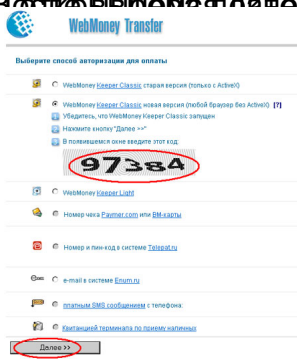 WebMoney Transfer
Выберите способ авторизации для оплаты
WebMoney Keeper Classic старая версия (только с ActiveX)
WebMoney Keeper Classic новая версия (любой браузер без ActiveX) [?]
Убедитесь, что WebMoney Keeper Classic запущен
Нажмите кнопку "Далее >>"
В появившемся окне введите этот код:
97384
WebMoney Keeper Light
Номер чека Paymer.com или ВМ-карты
Номер и пин-код в системе Telepat.ru
e-mail в системе Enum.ru
платным SMS сообщением с телефона:
Квитанцией терминала по приему наличных
Далее >>